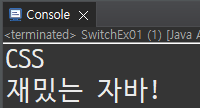 Console
<terminated> SwitchEx01 (1) [Java A
CSS
재밌는 자바!